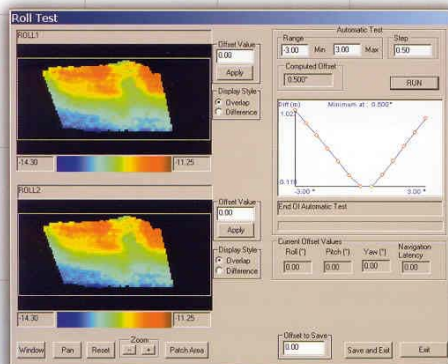 Roll Test
ROLL1
Offset Value
0.00
Apply
Display Style
Overlap
Difference
-14.30
-11.25
ROLL2
Offset Value
0.00
Apply
Display Style
Overlap
Difference
-14.30
-11.25
Window
Pan
Reset
Zoom
-
+
Patch Area
Automatic Test
Range
-3.00 Min 3.00 Max
Step
0.50
Computed Offset
0.500°
RUN
Diff (m) Minimum at : 0.500°
1.02
-3.00 ° 3.00 °
End Of Automatic Test
Current Offset Values
Roll (°) Pitch (°) Yaw (°) Navigation Latency
0.00 0.00 0.00 0.00
Offset to Save
0.00
Save and Exit
Exit